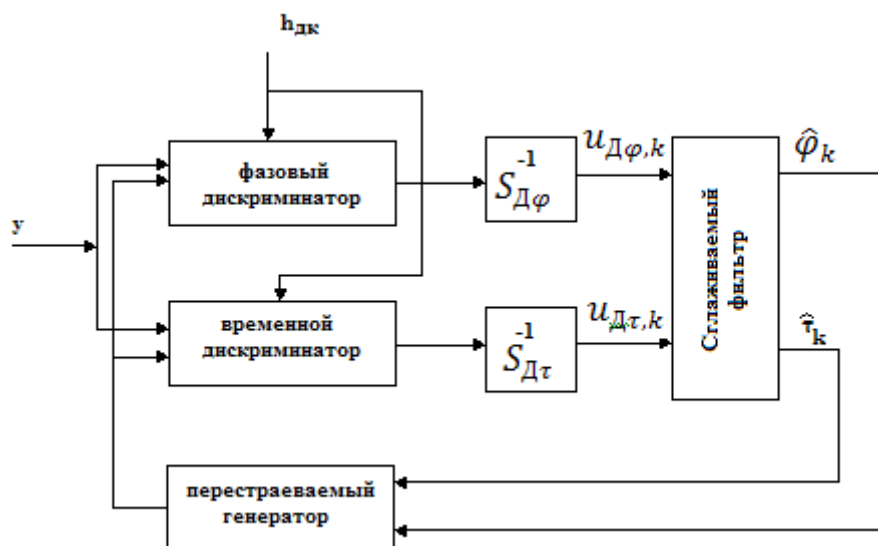 hдк
фазовый
дискриминатор
y
S⁻¹Дφ
uДφ,k
φ̂k
Сглаживаемый
фильтр
временной
дискриминатор
S⁻¹Дτ
uДτ,k
τ̂k
перестраеваемый
генератор